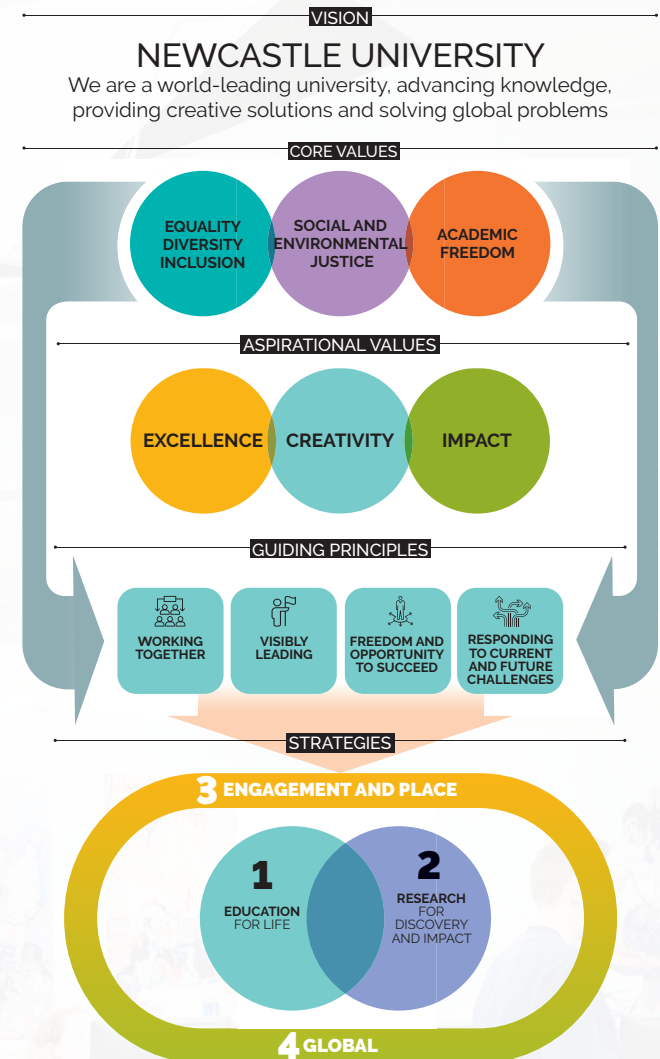 VISION
NEWCASTLE UNIVERSITY
We are a world-leading university, advancing knowledge,
providing creative solutions and solving global problems
CORE VALUES
EQUALITY
DIVERSITY
INCLUSION
SOCIAL AND
ENVIRONMENTAL
JUSTICE
ACADEMIC
FREEDOM
ASPIRATIONAL VALUES
EXCELLENCE
CREATIVITY
IMPACT
GUIDING PRINCIPLES
WORKING
TOGETHER
VISIBLY
LEADING
FREEDOM AND
OPPORTUNITY
TO SUCCEED
RESPONDING
TO CURRENT
AND FUTURE
CHALLENGES
STRATEGIES
3 ENGAGEMENT AND PLACE
1
EDUCATION
FOR LIFE
2
RESEARCH
FOR
DISCOVERY
AND IMPACT
4 GLOBAL